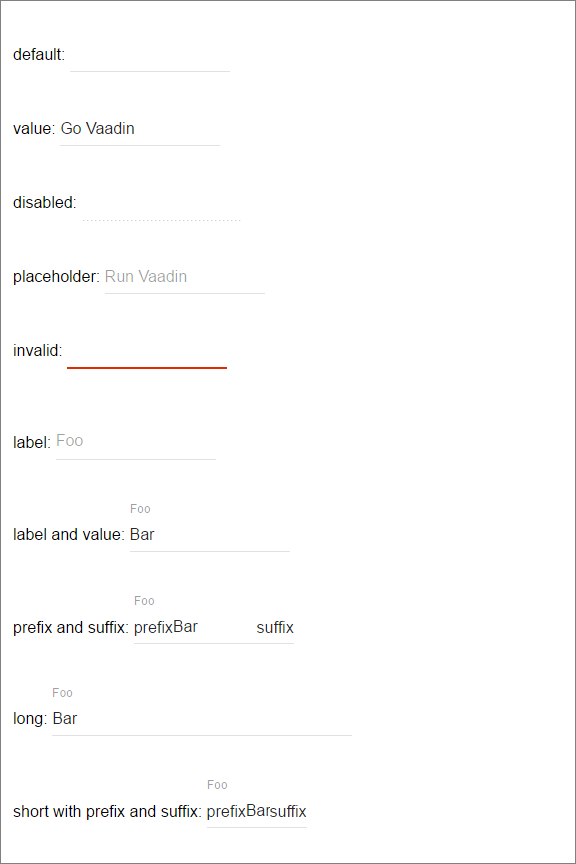 default:
value: Go Vaadin
disabled:
placeholder: Run Vaadin
invalid:
label: Foo
Foo
label and value: Bar
Foo
prefix and suffix: prefixBar suffix
Foo
long: Bar
Foo
short with prefix and suffix: prefixBarsuffix